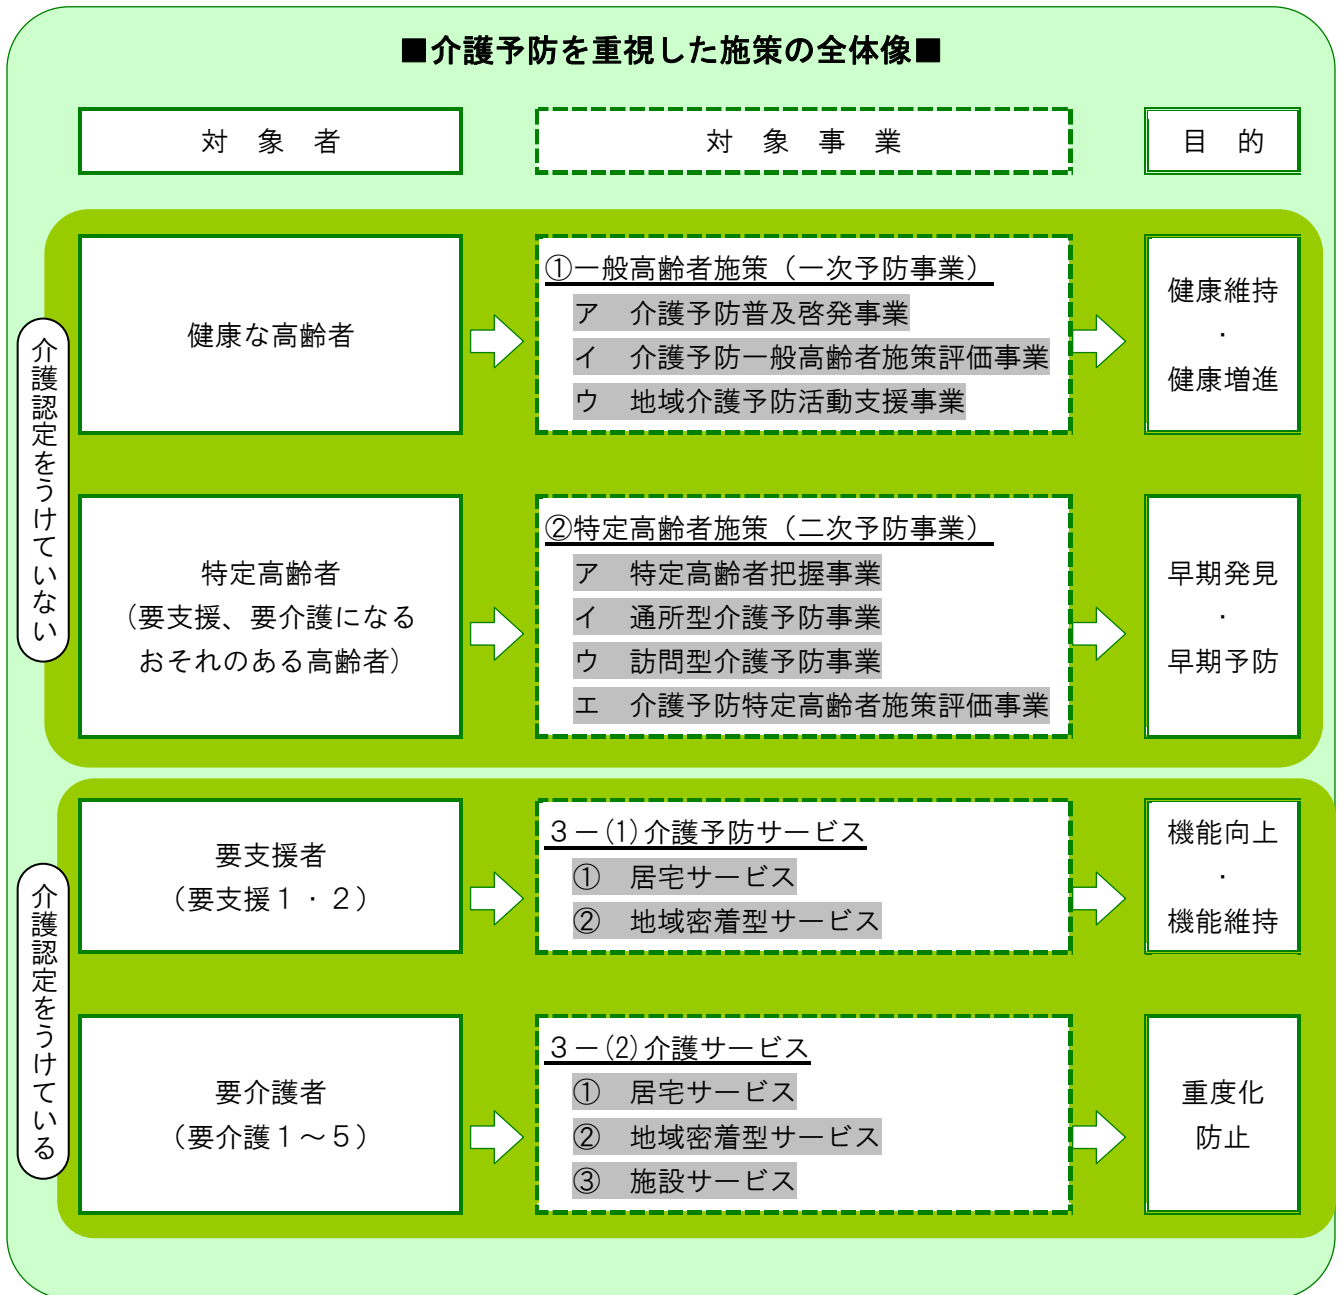 ■介護予防を重視した施策の全体像■
対　象　者
対　象　事　業
目　的
介護認定をうけていない
健康な高齢者
①一般高齢者施策（一次予防事業）
ア　介護予防普及啓発事業
イ　介護予防一般高齢者施策評価事業
ウ　地域介護予防活動支援事業
健康維持
・
健康増進
特定高齢者
（要支援、要介護になる
おそれのある高齢者）
②特定高齢者施策（二次予防事業）
ア　特定高齢者把握事業
イ　通所型介護予防事業
ウ　訪問型介護予防事業
エ　介護予防特定高齢者施策評価事業
早期発見
・
早期予防
介護認定をうけている
要支援者
（要支援１・２）
３－(1)介護予防サービス
①　居宅サービス
②　地域密着型サービス
機能向上
・
機能維持
要介護者
（要介護１～５）
３－(2)介護サービス
①　居宅サービス
②　地域密着型サービス
③　施設サービス
重度化
防止